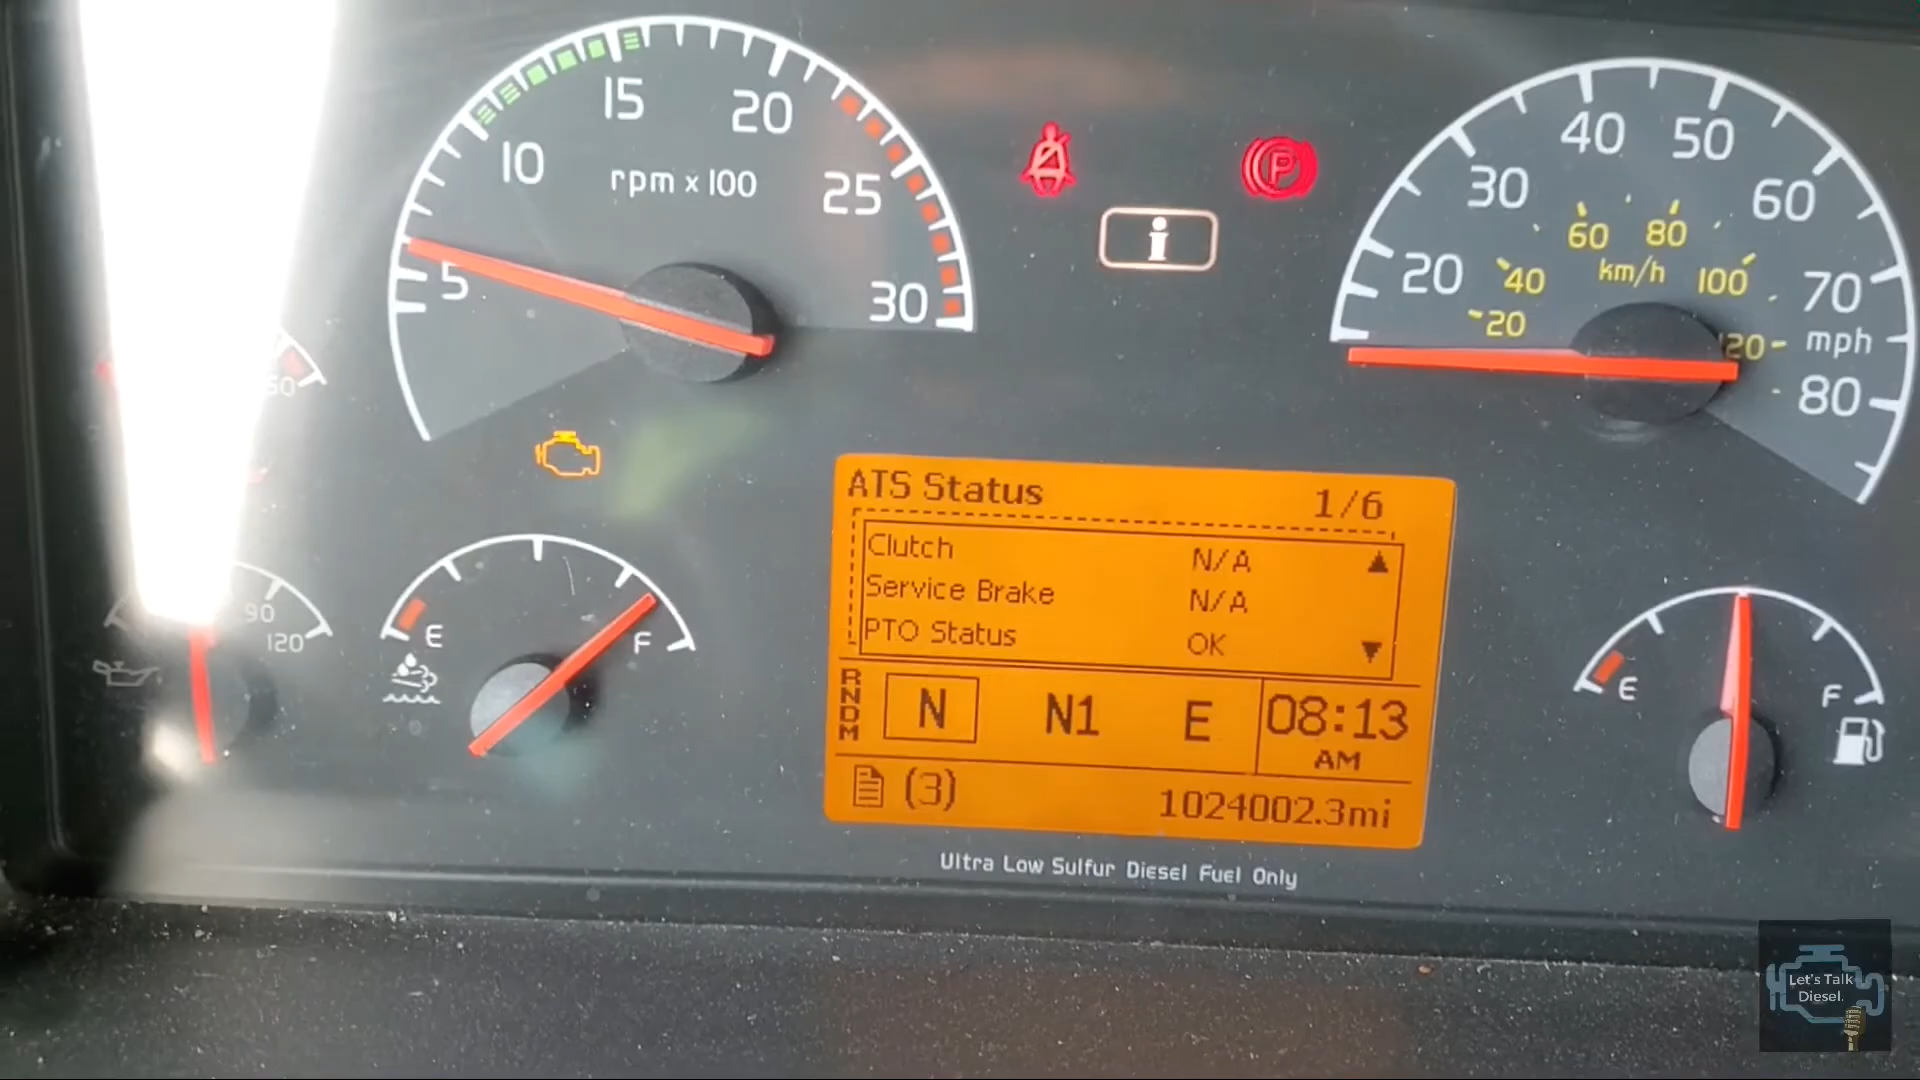 5
10
15
20
25
30
rpm x 100
P
i
20
30
40
50
60
70
80
mph
20
40
60
80
100
120
km/h
90
120
E
F
ATS Status 1/6
Clutch N/A
Service Brake N/A
PTO Status OK
RNDM
N N1 E 08:13
AM
(3) 1024002.3mi
E
F
Ultra Low Sulfur Diesel Fuel Only
Let's Talk
Diesel.